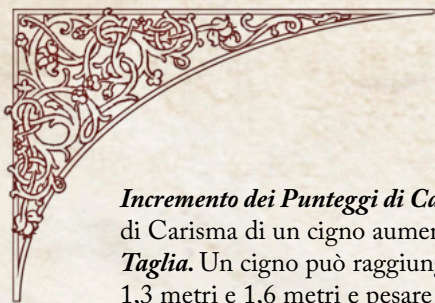 Incremento dei Punteggi di
di Carisma di un cigno
Taglia. Un cigno può
1,3 metri e 1,6 metri e pesare